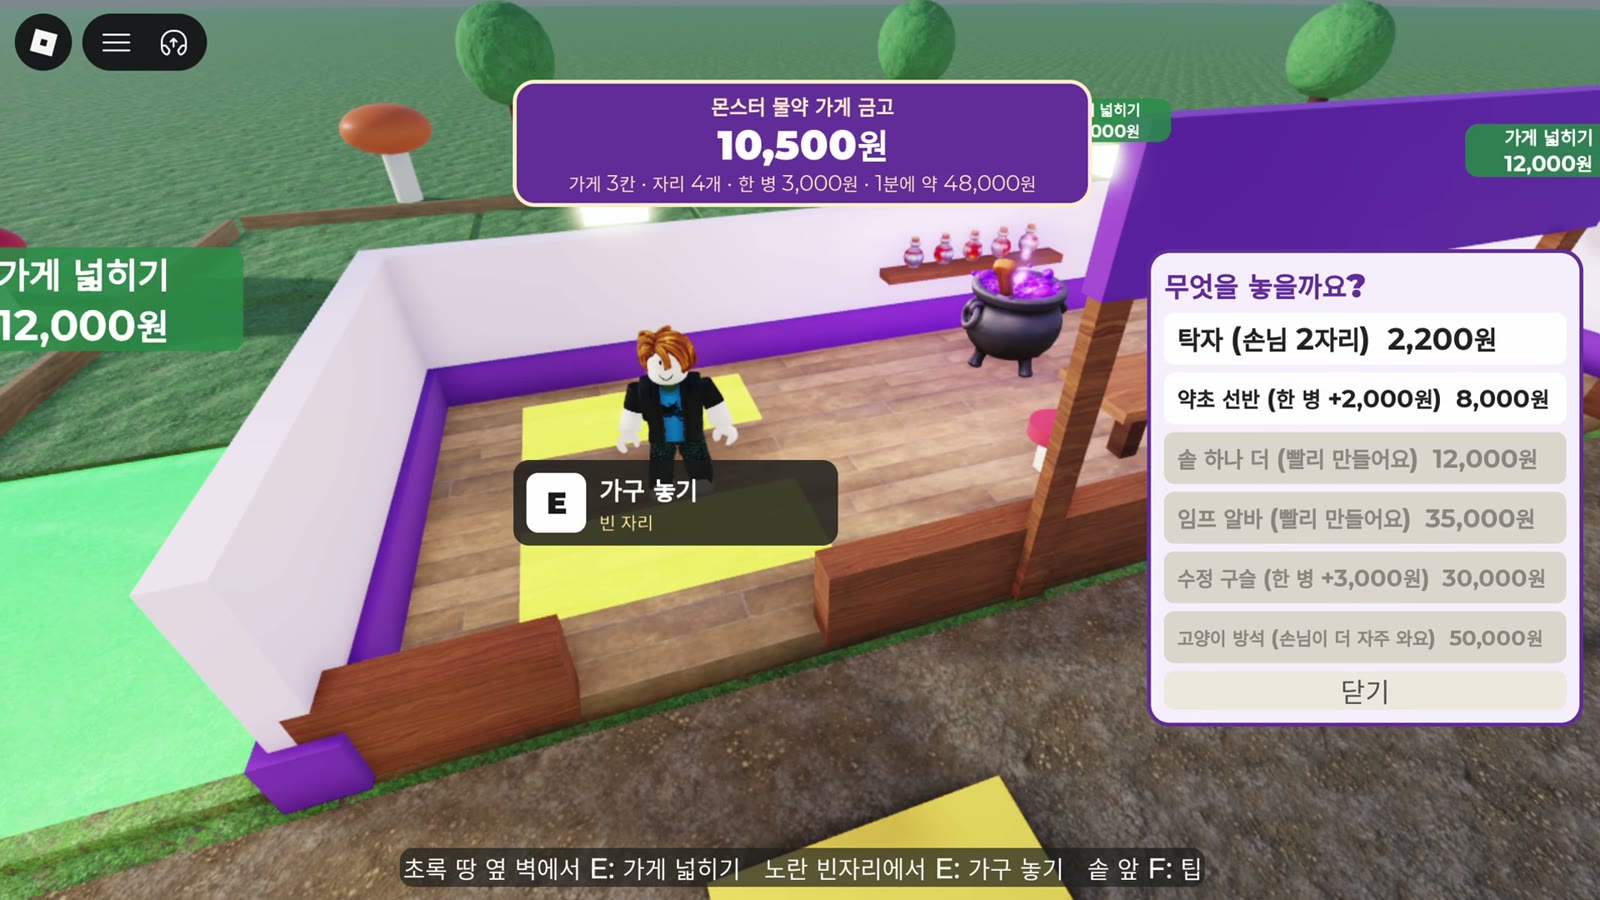 몬스터 물약 가게 금고
10,500원
가게 3칸 · 자리 4개 · 한 병 3,000원 · 1분에 약 48,000원
넓히기
000원
가게 넓히기
12,000원
가게 넓히기
12,000원
무엇을 놓을까요?
탁자 (손님 2자리) 2,200원
약초 선반 (한 병 +2,000원) 8,000원
솥 하나 더 (빨리 만들어요) 12,000원
임프 알바 (빨리 만들어요) 35,000원
수정 구슬 (한 병 +3,000원) 30,000원
고양이 방석 (손님이 더 자주 와요) 50,000원
닫기
E 가구 놓기
빈 자리
초록 땅 옆 벽에서 E: 가게 넓히기 노란 빈자리에서 E: 가구 놓기 솥 앞 F: 팁